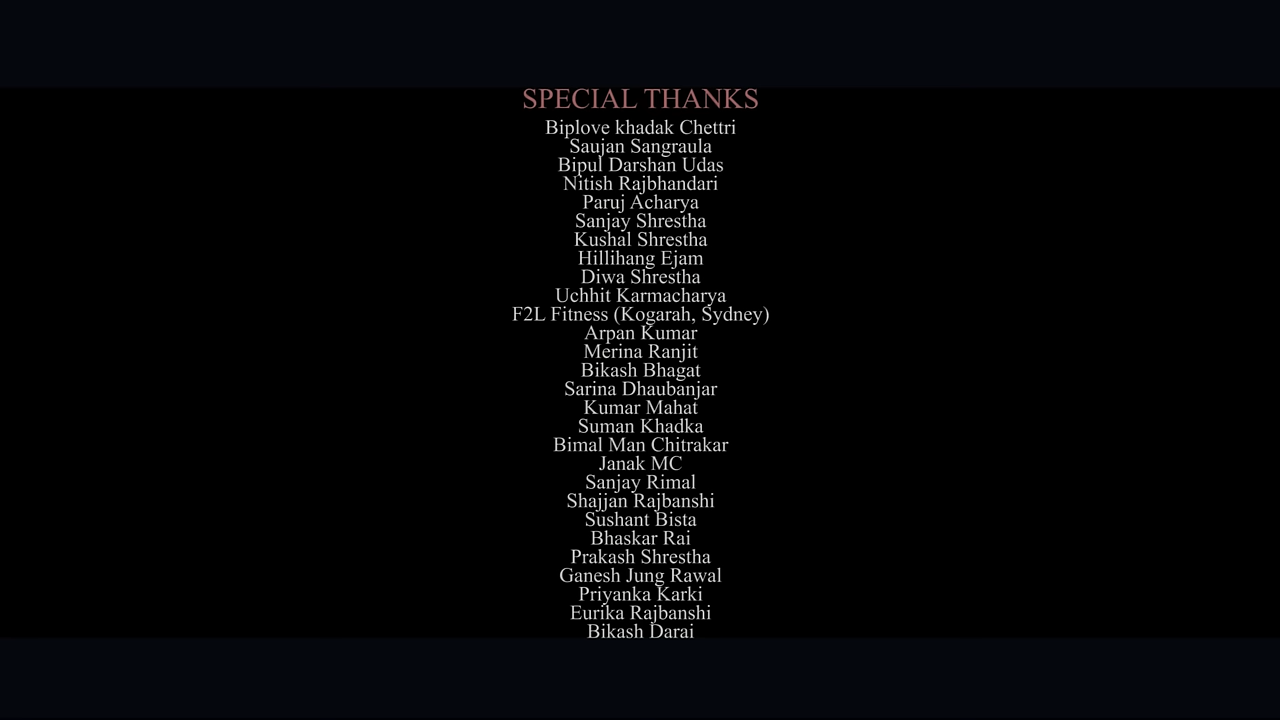 SPECIAL THANKS
Biplove khadak Chettri
Saujan Sangraula
Bipul Darshan Udas
Nitish Rajbhandari
Paruj Acharya
Sanjay Shrestha
Kushal Shrestha
Hillihang Ejam
Diwa Shrestha
Uchhit Karmacharya
F2L Fitness (Kogarah, Sydney)
Arpan Kumar
Merina Ranjit
Bikash Bhagat
Sarina Dhaubanjar
Kumar Mahat
Suman Khadka
Bimal Man Chitrakar
Janak MC
Sanjay Rimal
Shajjan Rajbanshi
Sushant Bista
Bhaskar Rai
Prakash Shrestha
Ganesh Jung Rawal
Priyanka Karki
Eurika Rajbanshi
Bikash Darai